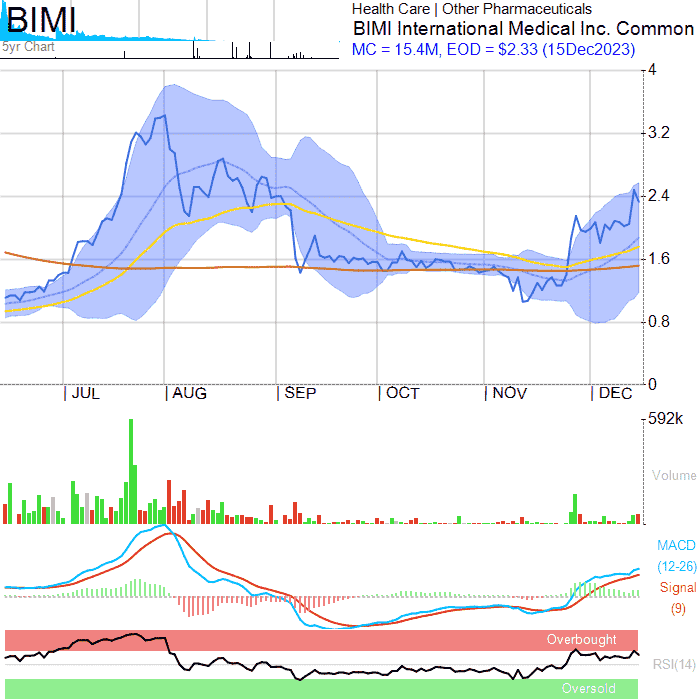 BIMI
5yr Chart
Health Care | Other Pharmaceuticals
BIMI International Medical Inc. Common
MC = 15.4M, EOD = $2.33 (15Dec2023)
4
3.2
2.4
1.6
0.8
0
JUL
AUG
SEP
OCT
NOV
DEC
592k
Volume
MACD
(12-26)
Signal
(9)
Overbought
RSI(14)
Oversold